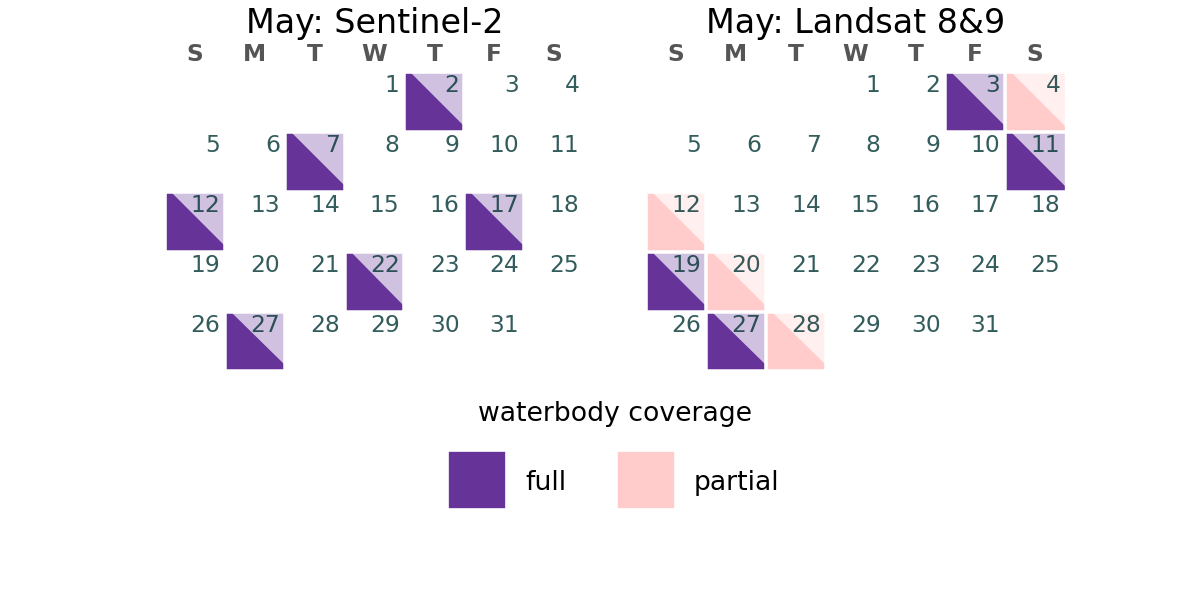 May: Sentinel-2
S M T W T F S
1 2 3 4
5 6 7 8 9 10 11
12 13 14 15 16 17 18
19 20 21 22 23 24 25
26 27 28 29 30 31
May: Landsat 8&9
S M T W T F S
1 2 3 4
5 6 7 8 9 10 11
12 13 14 15 16 17 18
19 20 21 22 23 24 25
26 27 28 29 30 31
waterbody coverage
full partial